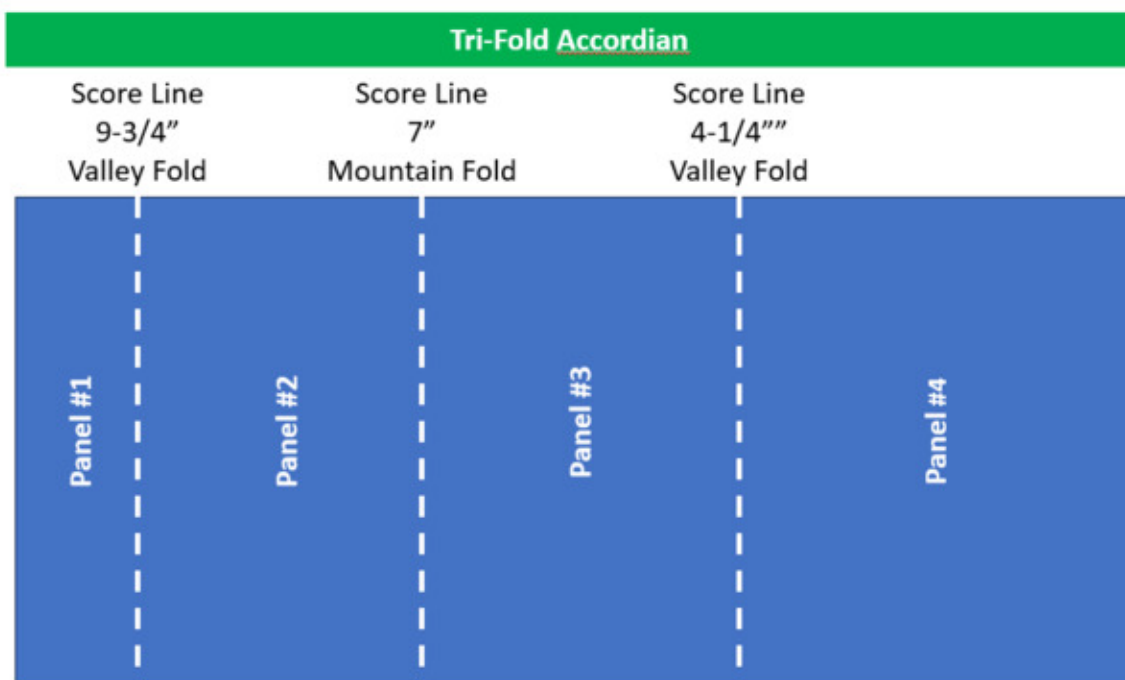 Tri-Fold Accordian
Score Line
9-3/4”
Valley Fold
Score Line
7”
Mountain Fold
Score Line
4-1/4””
Valley Fold
Panel #1
Panel #2
Panel #3
Panel #4